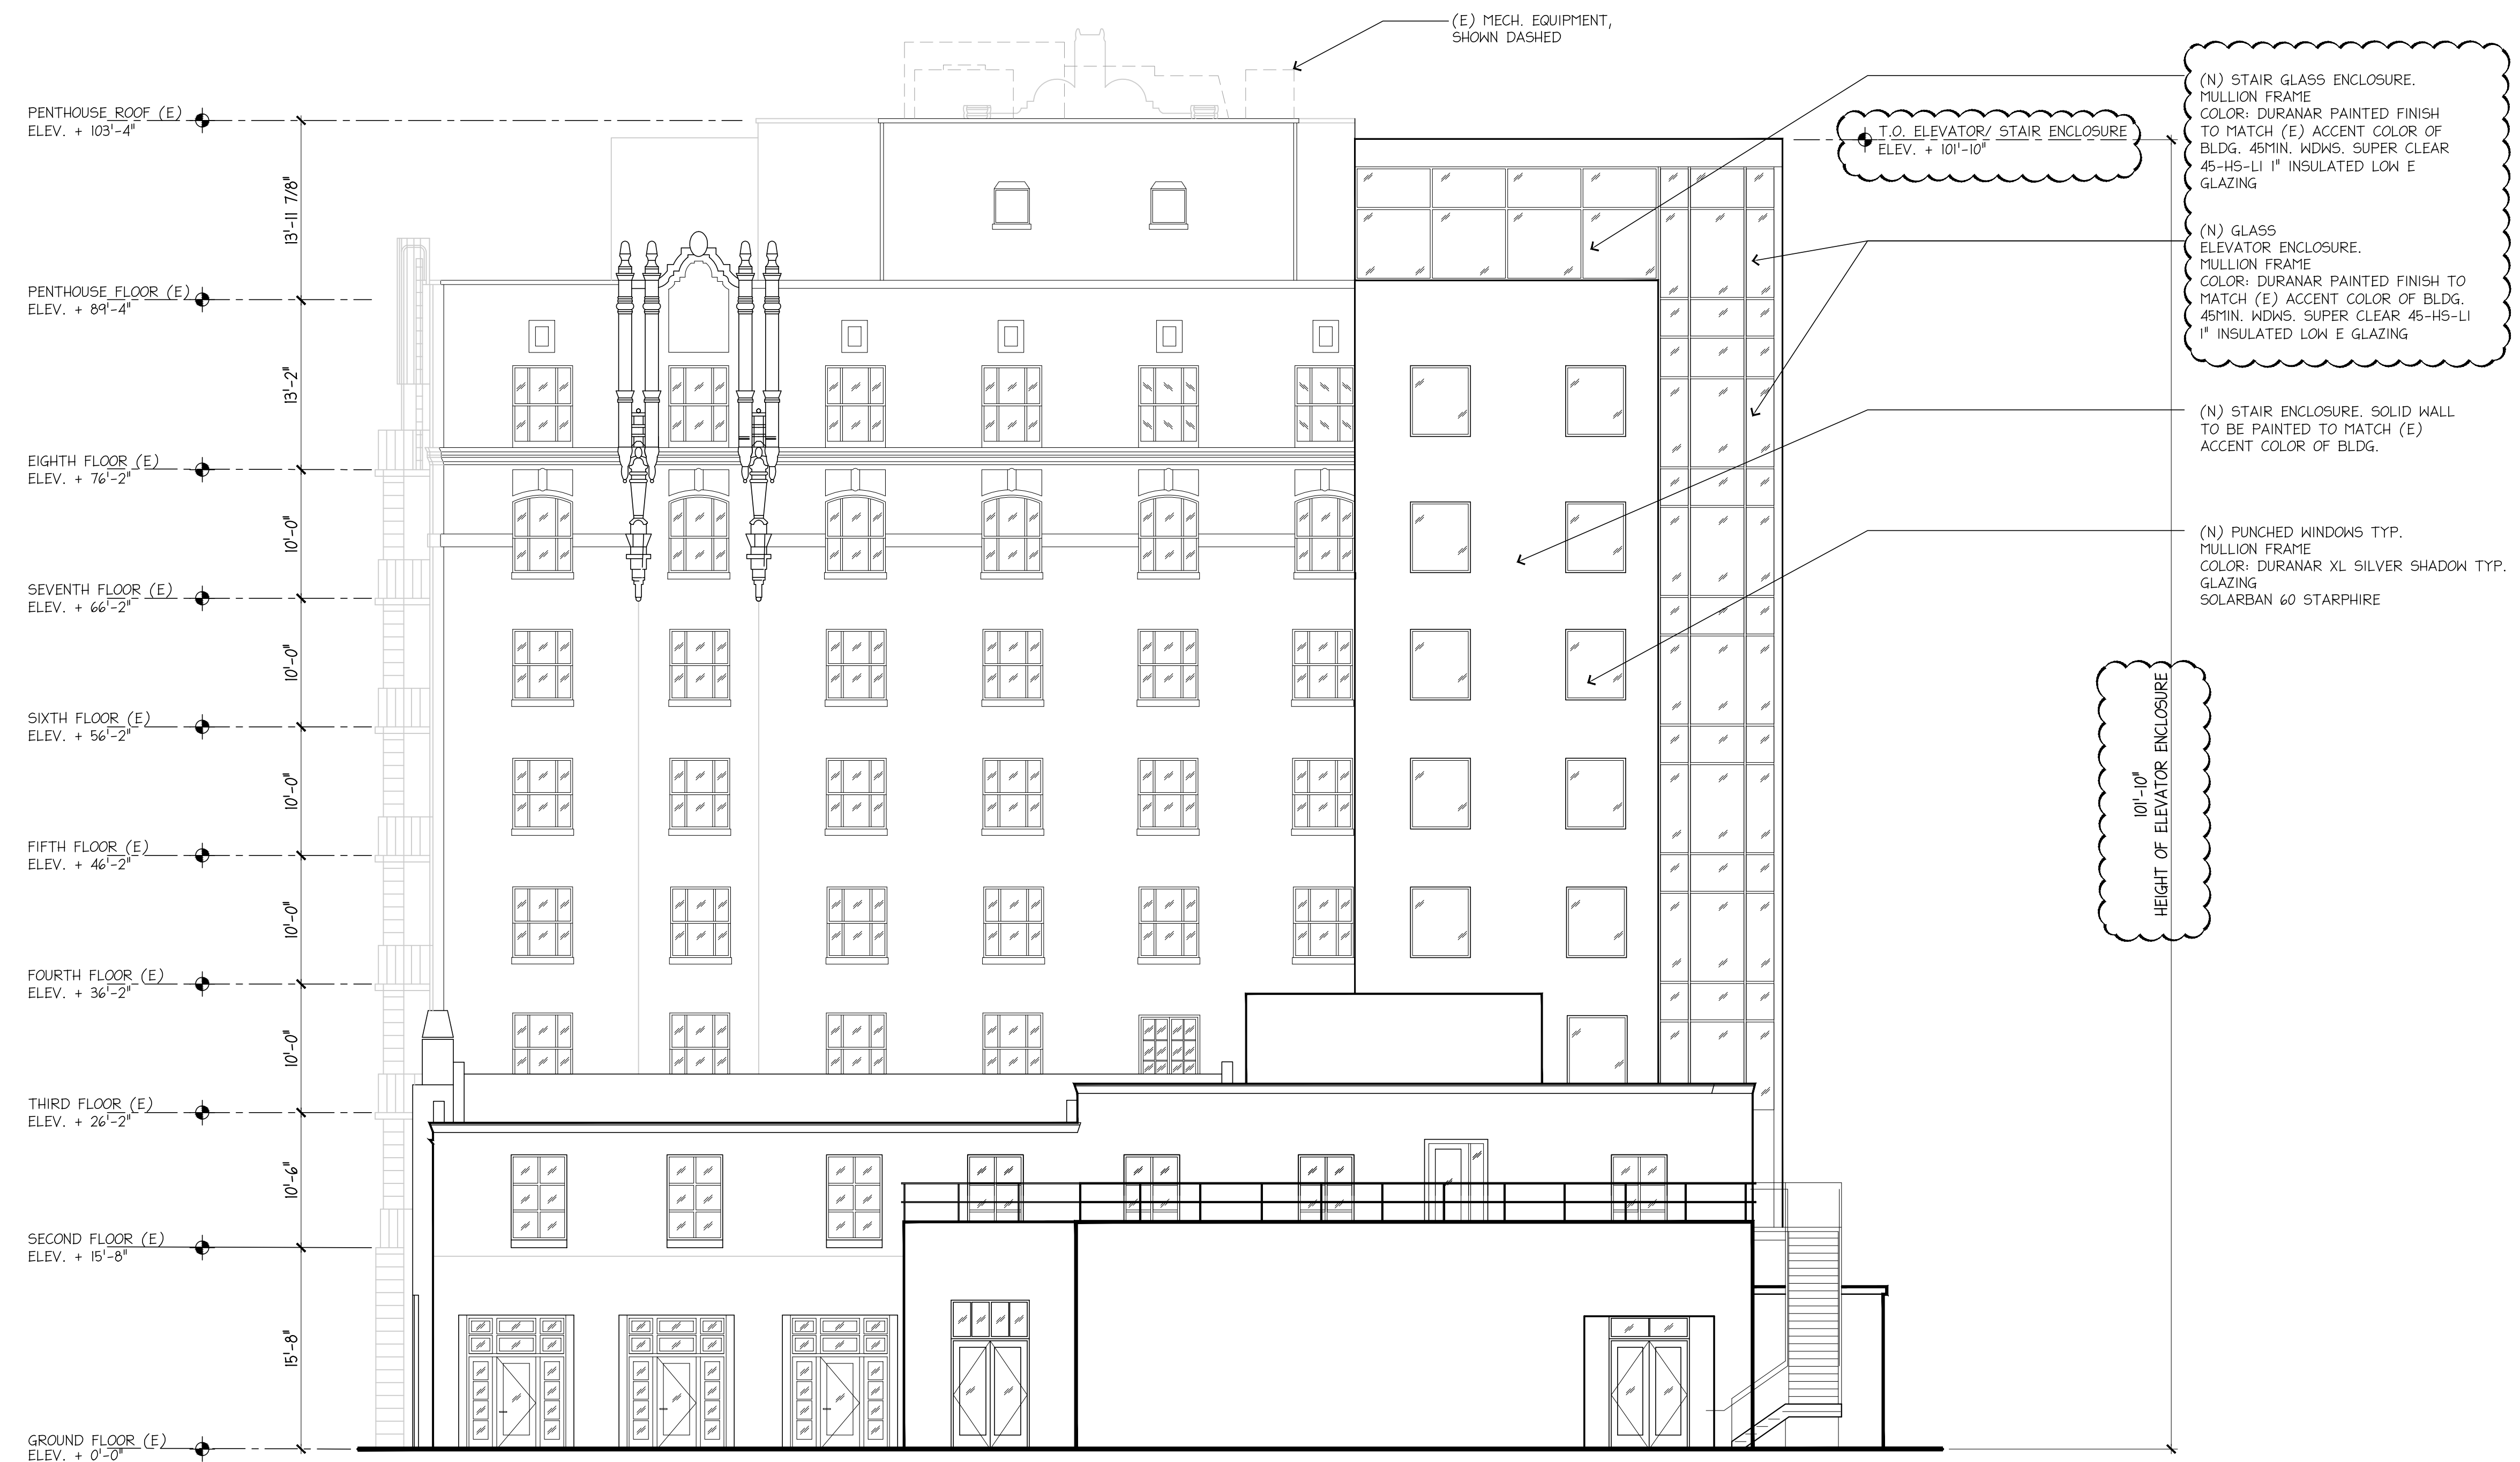 (E) MECH. EQUIPMENT,
SHOWN DASHED
PENTHOUSE ROOF (E)
ELEV. + 103'-4"
13'-11 7/8"
PENTHOUSE FLOOR (E)
ELEV. + 89'-4"
13'-2"
EIGHTH FLOOR (E)
ELEV. + 76'-2"
10'-0"
SEVENTH FLOOR (E)
ELEV. + 66'-2"
10'-0"
SIXTH FLOOR (E)
ELEV. + 56'-2"
10'-0"
FIFTH FLOOR (E)
ELEV. + 46'-2"
10'-0"
FOURTH FLOOR (E)
ELEV. + 36'-2"
10'-0"
THIRD FLOOR (E)
ELEV. + 26'-2"
10'-6"
SECOND FLOOR (E)
ELEV. + 15'-8"
15'-8"
GROUND FLOOR (E)
ELEV. + 0'-0"
T.O. ELEVATOR/ STAIR ENCLOSURE
ELEV. + 101'-10"
(N) STAIR GLASS ENCLOSURE.
MULLION FRAME
COLOR: DURANAR PAINTED FINISH
TO MATCH (E) ACCENT COLOR OF
BLDG. 45MIN. WDWS. SUPER CLEAR
45-HS-LI 1" INSULATED LOW E
GLAZING
(N) GLASS
ELEVATOR ENCLOSURE.
MULLION FRAME
COLOR: DURANAR PAINTED FINISH TO
MATCH (E) ACCENT COLOR OF BLDG.
45MIN. WDWS. SUPER CLEAR 45-HS-LI
1" INSULATED LOW E GLAZING
(N) STAIR ENCLOSURE. SOLID WALL
TO BE PAINTED TO MATCH (E)
ACCENT COLOR OF BLDG.
(N) PUNCHED WINDOWS TYP.
MULLION FRAME
COLOR: DURANAR XL SILVER SHADOW TYP.
GLAZING
SOLARBAN 60 STARPHIRE
101'-10"
HEIGHT OF ELEVATOR ENCLOSURE